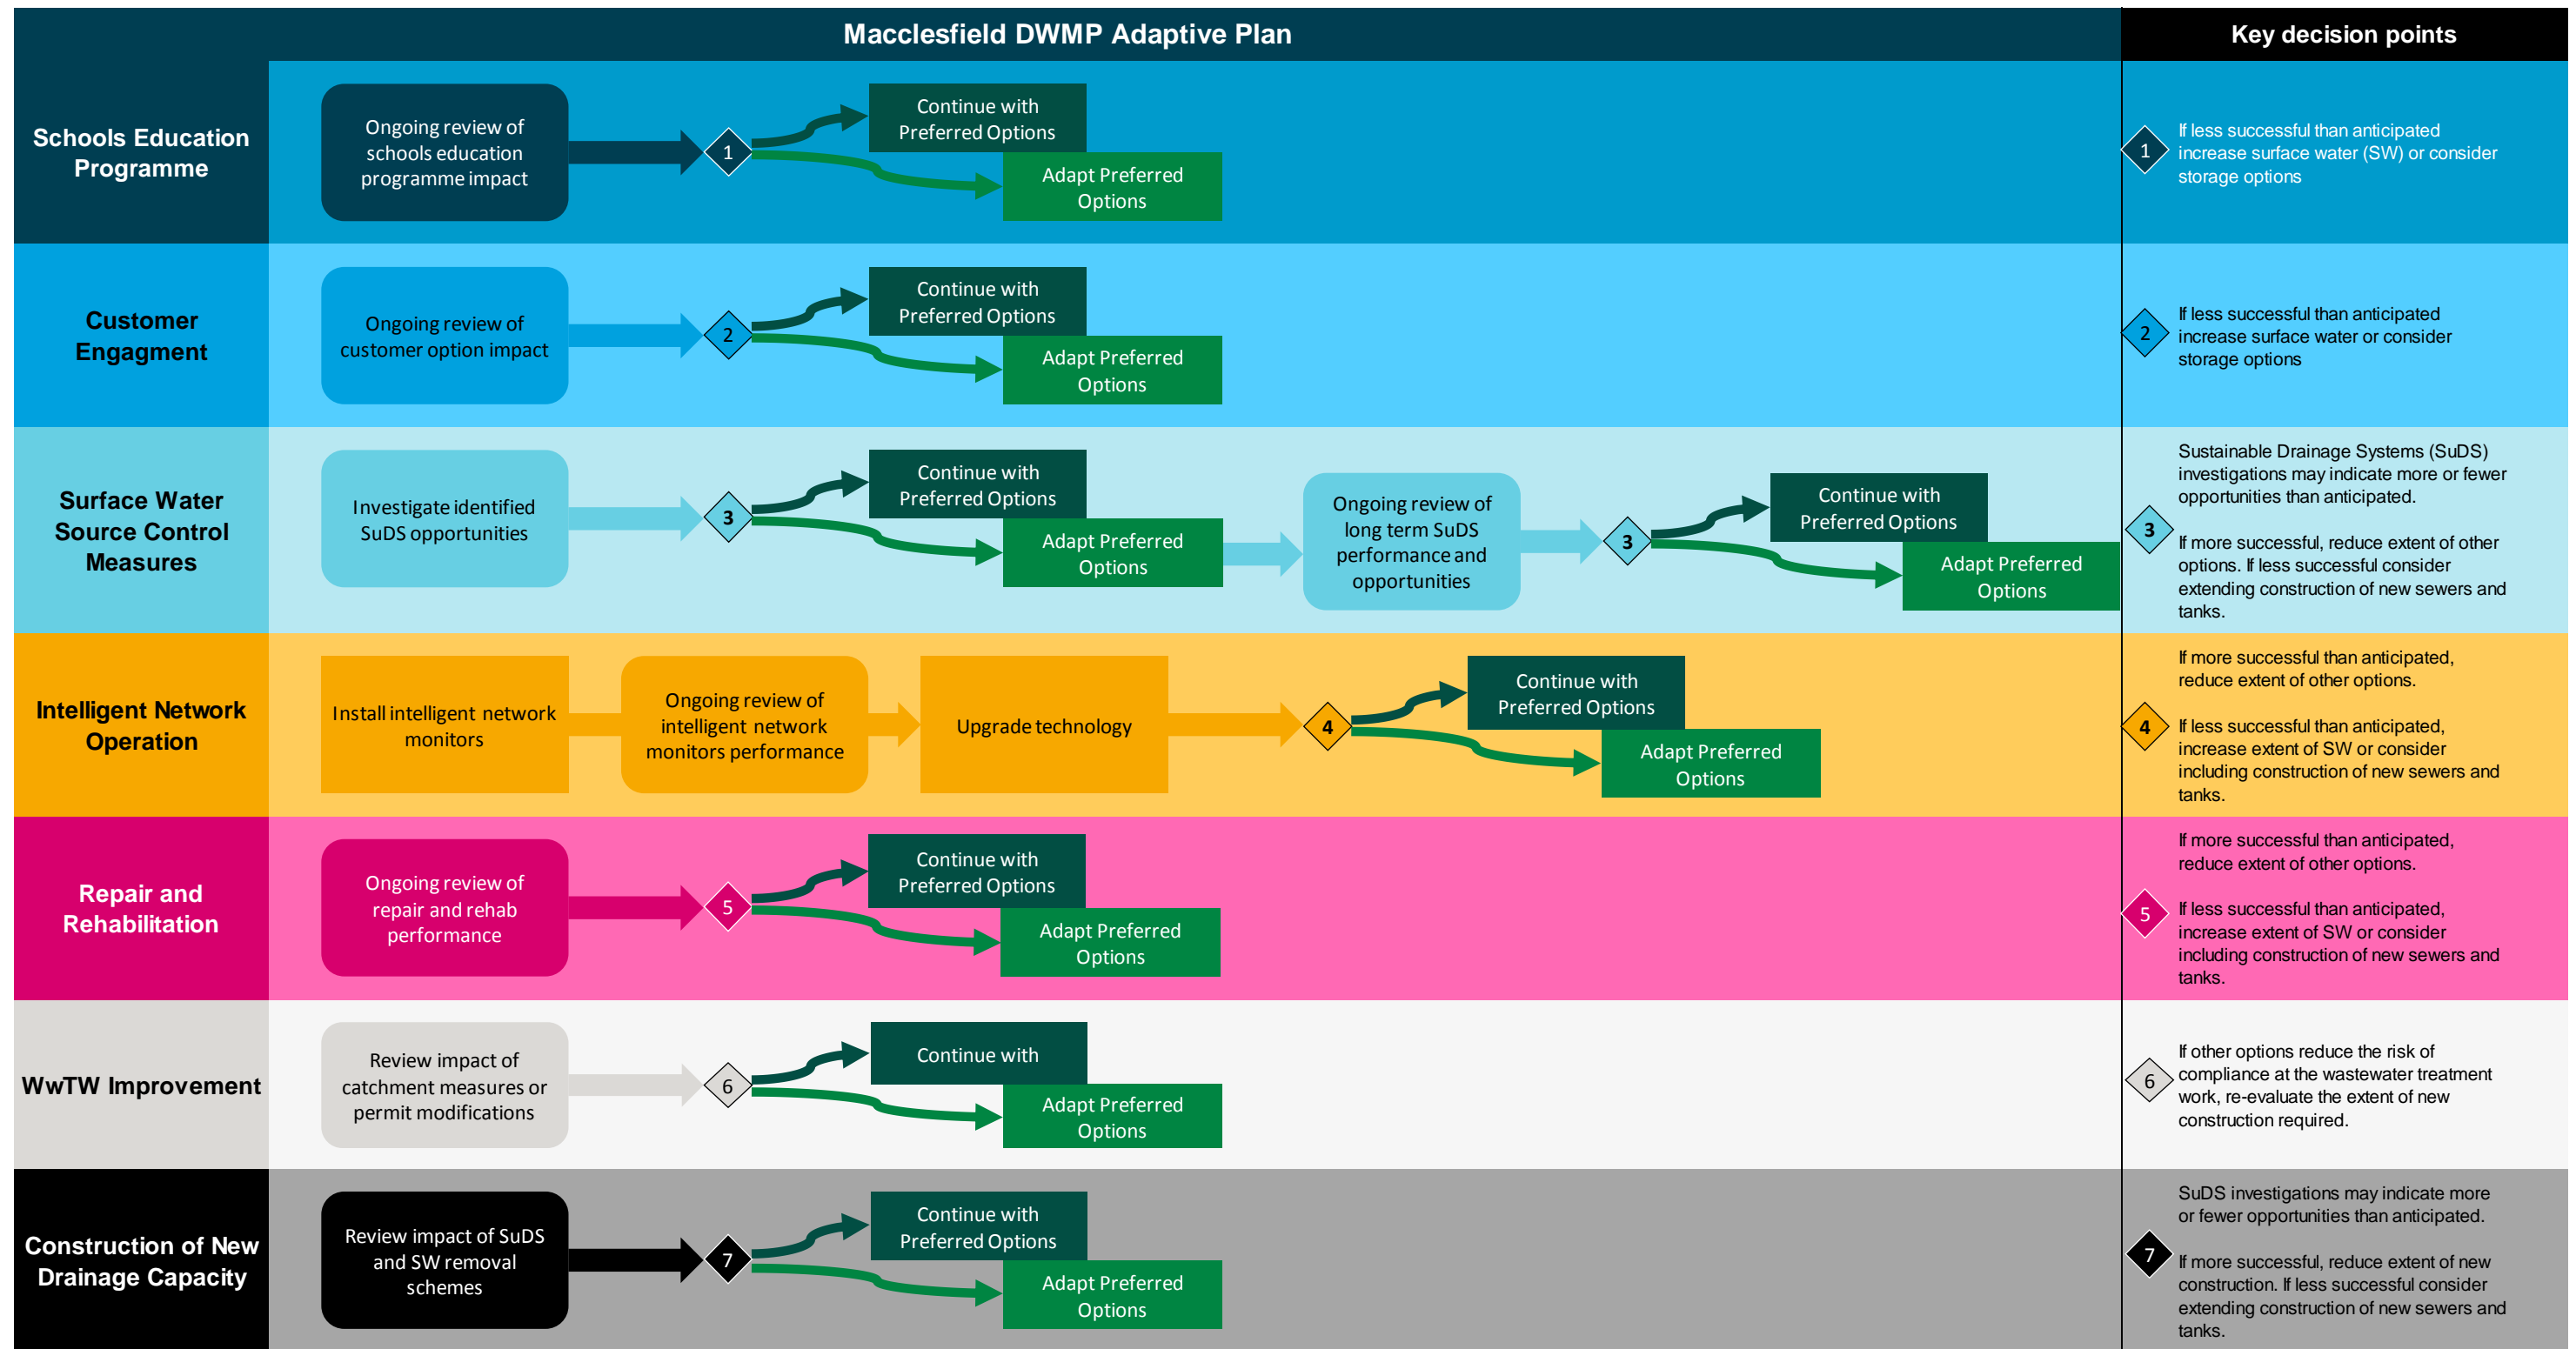 Macclesfield DWMP Adaptive Plan
Key decision points
Schools Education
Programme
Ongoing review of
schools education
programme impact
1
Continue with
Preferred Options
Adapt Preferred
Options
1
If less successful than anticipated
increase surface water (SW) or consider
storage options
Customer
Engagment
Ongoing review of
customer option impact
2
Continue with
Preferred Options
Adapt Preferred
Options
2
If less successful than anticipated
increase surface water or consider
storage options
Surface Water
Source Control
Measures
Investigate identified
SuDS opportunities
3
Continue with
Preferred Options
Adapt Preferred
Options
Ongoing review of
long term SuDS
performance and
opportunities
3
Continue with
Preferred Options
Adapt Preferred
Options
3
Sustainable Drainage Systems (SuDS)
investigations may indicate more or fewer
opportunities than anticipated.
If more successful, reduce extent of other
options. If less successful consider
extending construction of new sewers and
tanks.
Intelligent Network
Operation
Install intelligent network
monitors
Ongoing review of
intelligent network
monitors performance
Upgrade technology
4
Continue with
Preferred Options
Adapt Preferred
Options
4
If more successful than anticipated,
reduce extent of other options.
If less successful than anticipated,
increase extent of SW or consider
including construction of new sewers and
tanks.
Repair and
Rehabilitation
Ongoing review of
repair and rehab
performance
5
Continue with
Preferred Options
Adapt Preferred
Options
5
If more successful than anticipated,
reduce extent of other options.
If less successful than anticipated,
increase extent of SW or consider
including construction of new sewers and
tanks.
WwTW Improvement
Review impact of
catchment measures or
permit modifications
6
Continue with
Adapt Preferred
Options
6
If other options reduce the risk of
compliance at the wastewater treatment
work, re-evaluate the extent of new
construction required.
Construction of New
Drainage Capacity
Review impact of SuDS
and SW removal
schemes
7
Continue with
Preferred Options
Adapt Preferred
Options
7
SuDS investigations may indicate more
or fewer opportunities than anticipated.
If more successful, reduce extent of new
construction. If less successful consider
extending construction of new sewers and
tanks.